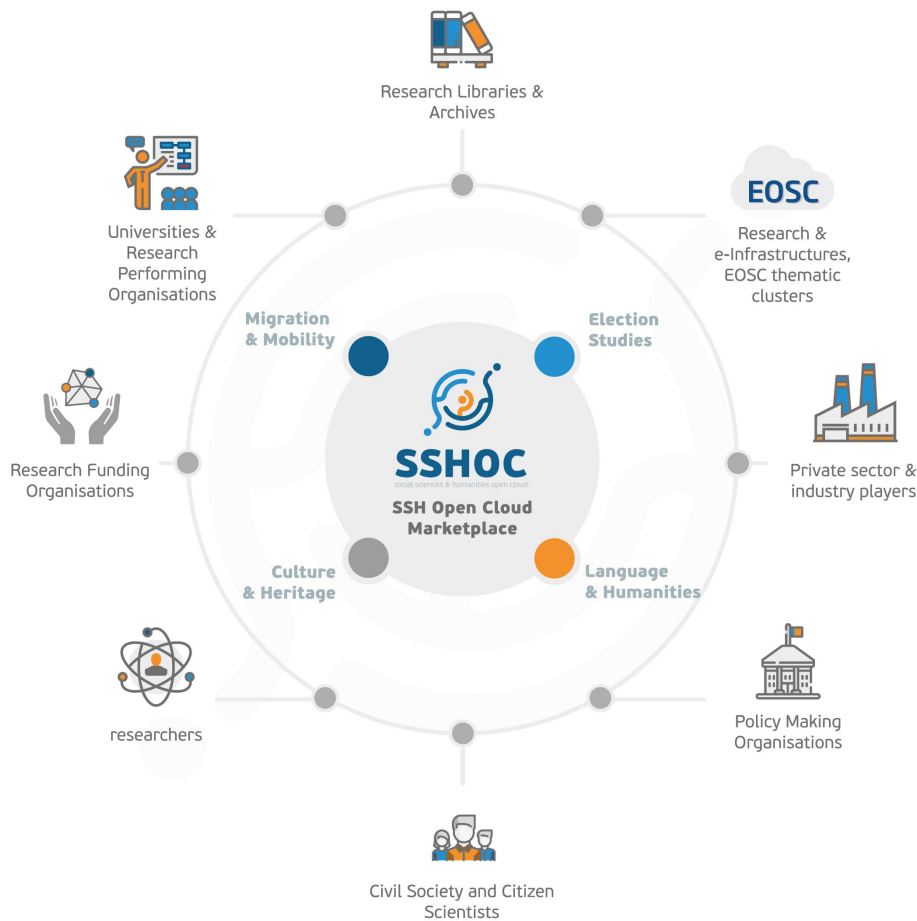 Research Libraries &
Archives
EOSC
Universities &
Research
Performing
Organisations
Research &
e-Infrastructures,
EOSC thematic
clusters
Migration
& Mobility
Election
Studies
SSHOC
social sciences & humanities open cloud
SSH Open Cloud
Marketplace
Research Funding
Organisations
Private sector &
industry players
Culture
& Heritage
Language
& Humanities
researchers
Policy Making
Organisations
Civil Society and Citizen
Scientists